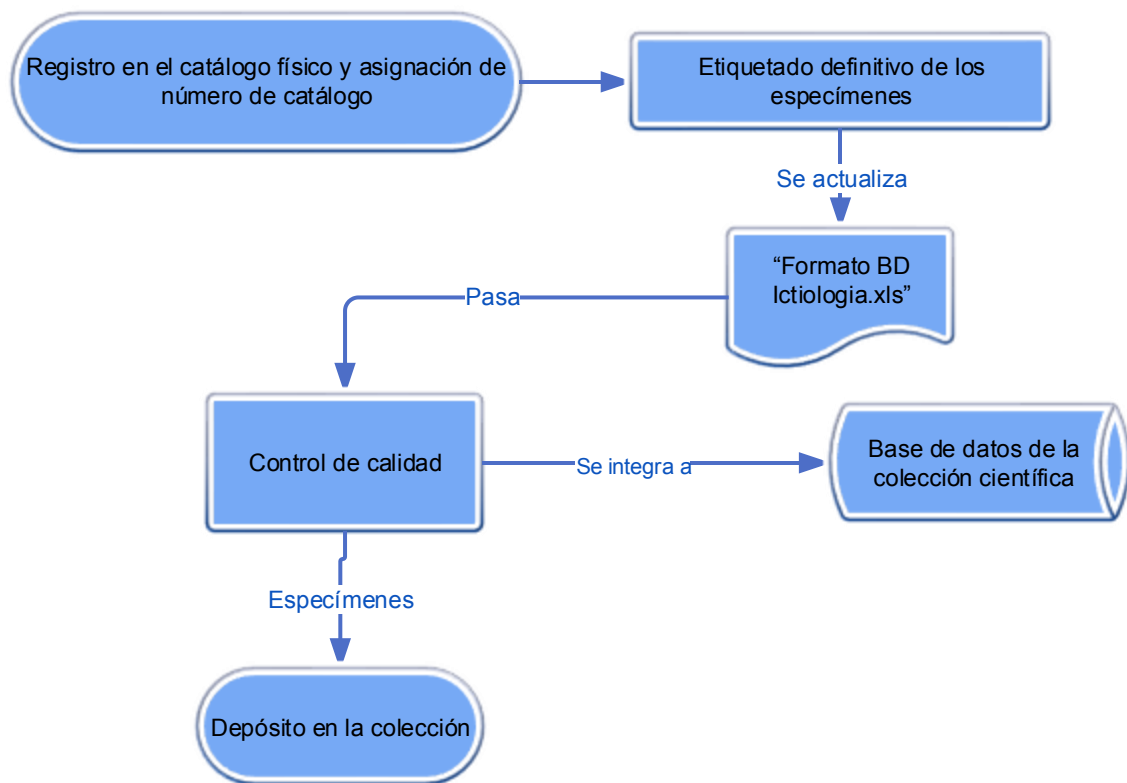 Registro en el catálogo físico y asignación de
número de catálogo
Etiquetado definitivo de los
especímenes
Se actualiza
“Formato BD
Ictiologia.xls”
Pasa
Control de calidad
Se integra a
Base de datos de la
colección científica
Especímenes
Depósito en la colección